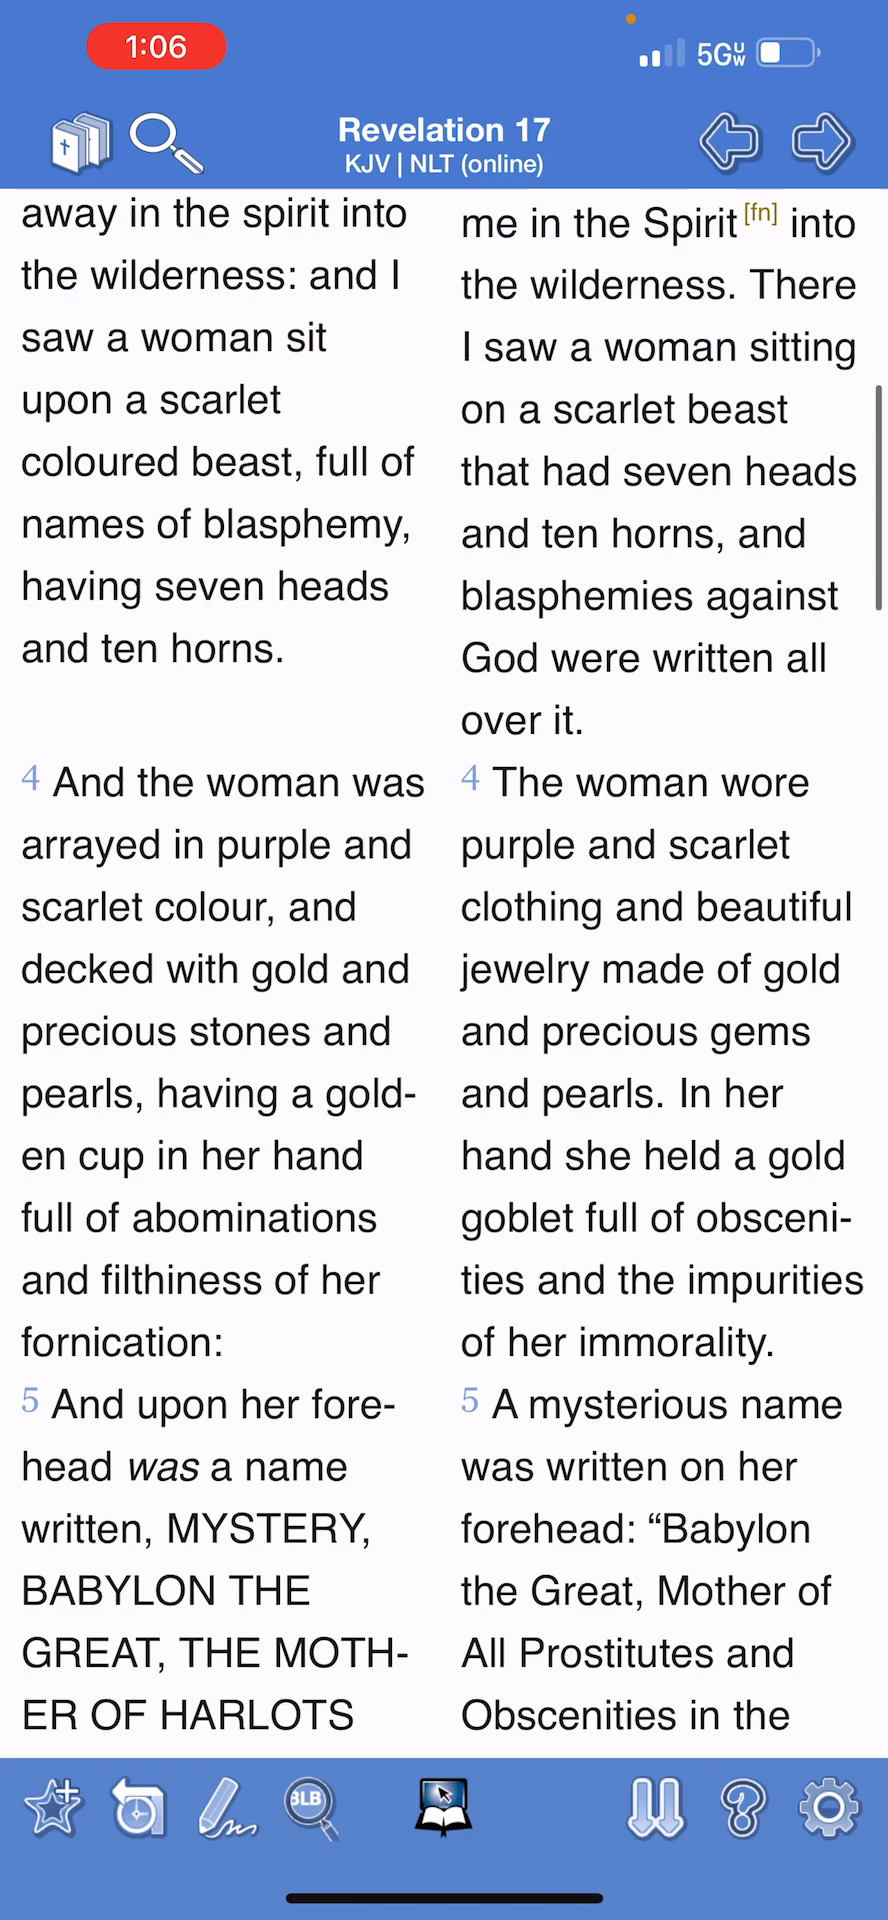 1:06
5GUW
Revelation 17
KJV | NLT (online)
away in the spirit into
the wilderness: and I
saw a woman sit
upon a scarlet
coloured beast, full of
names of blasphemy,
having seven heads
and ten horns.
4 And the woman was
arrayed in purple and
scarlet colour, and
decked with gold and
precious stones and
pearls, having a gold-
en cup in her hand
full of abominations
and filthiness of her
fornication:
5 And upon her fore-
head was a name
written, MYSTERY,
BABYLON THE
GREAT, THE MOTH-
ER OF HARLOTS
me in the Spirit [fn] into
the wilderness. There
I saw a woman sitting
on a scarlet beast
that had seven heads
and ten horns, and
blasphemies against
God were written all
over it.
4 The woman wore
purple and scarlet
clothing and beautiful
jewelry made of gold
and precious gems
and pearls. In her
hand she held a gold
goblet full of obsceni-
ties and the impurities
of her immorality.
5 A mysterious name
was written on her
forehead: “Babylon
the Great, Mother of
All Prostitutes and
Obscenities in the
BLB